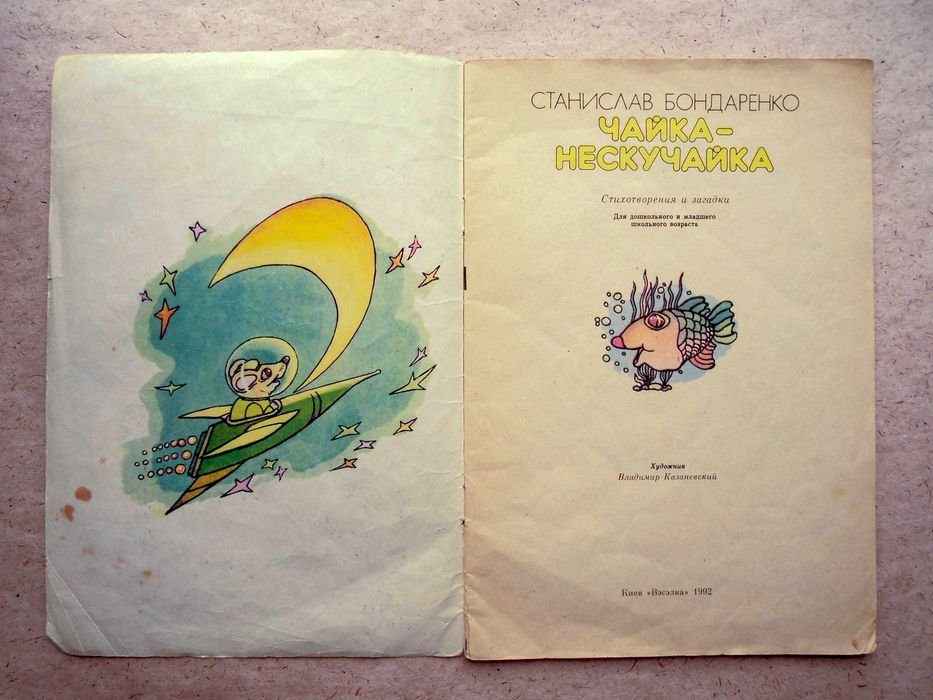 СТАНИСЛАВ БОНДАРЕНКО
ЧАЙКА-
НЕСКУЧАЙКА
Стихотворения и загадки
Для дошкольного и младшего
школьного возраста
Художник
Владимир Казаневский
Киев «Вэсэлка» 1992